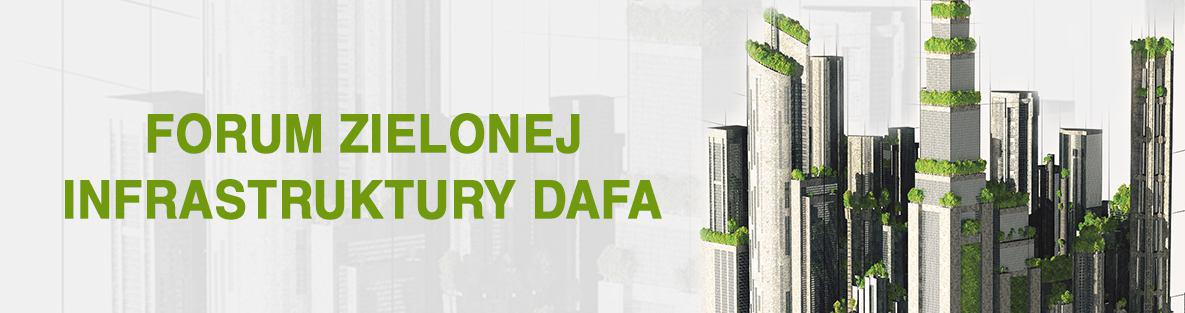 FORUM ZIELONEJ
INFRASTRUKTURY DAFA